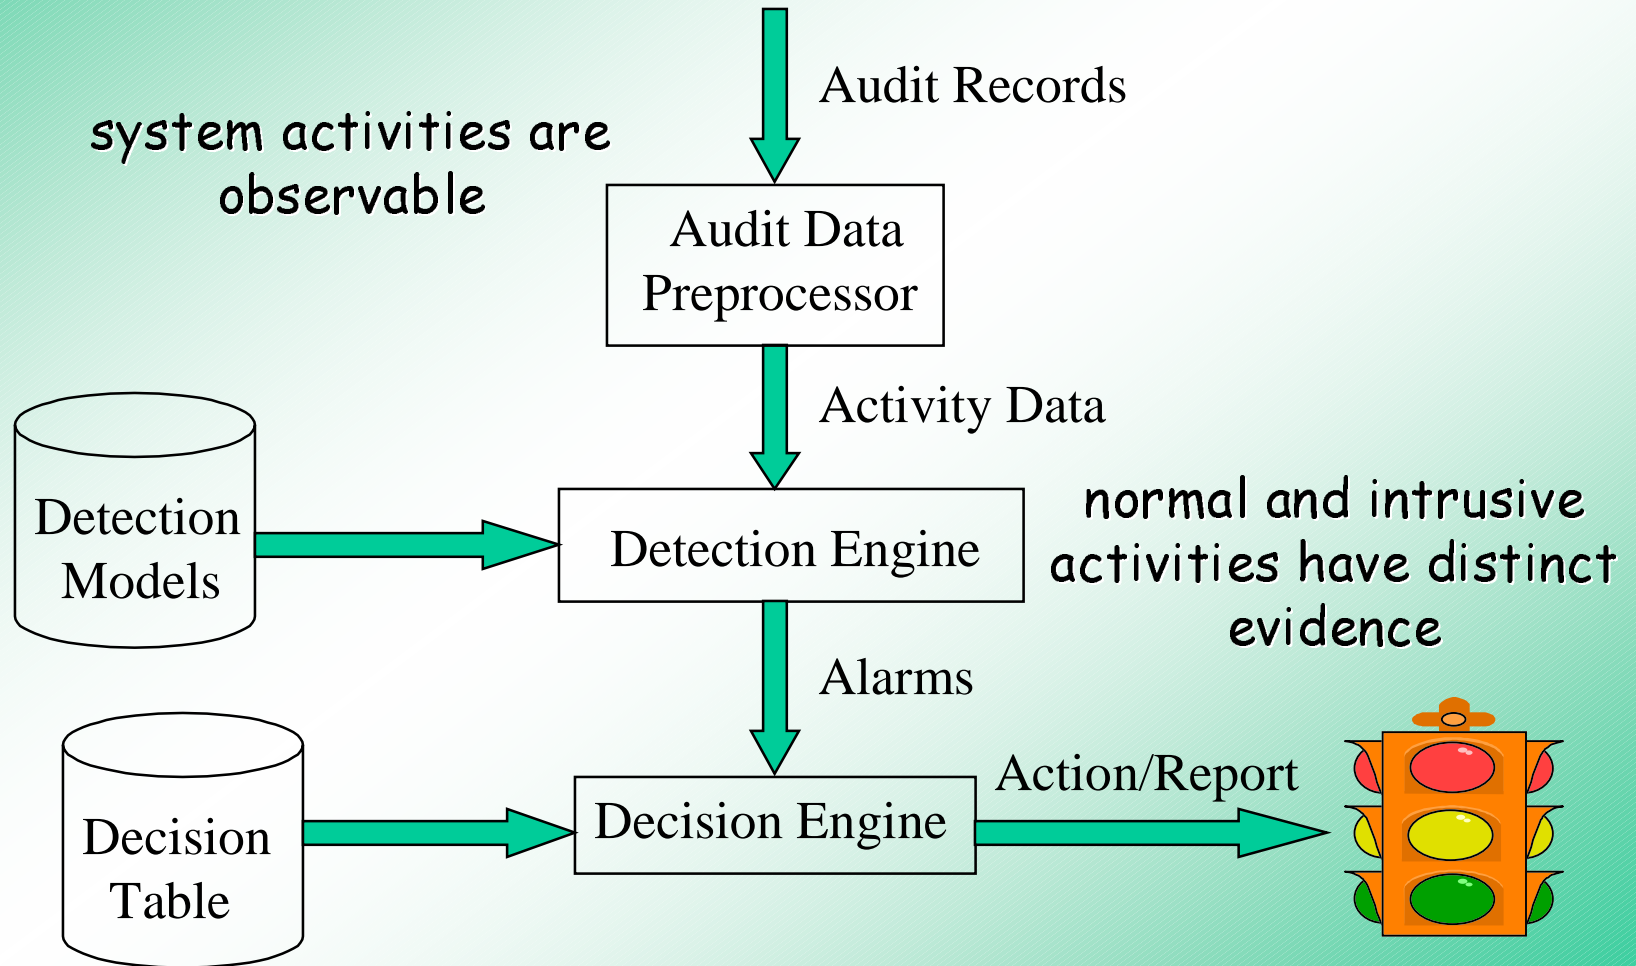 Audit Records
system activities are
observable
Audit Data
Preprocessor
Activity Data
Detection
Models
Detection Engine
normal and intrusive
activities have distinct
evidence
Alarms
Action/Report
Decision
Table
Decision Engine